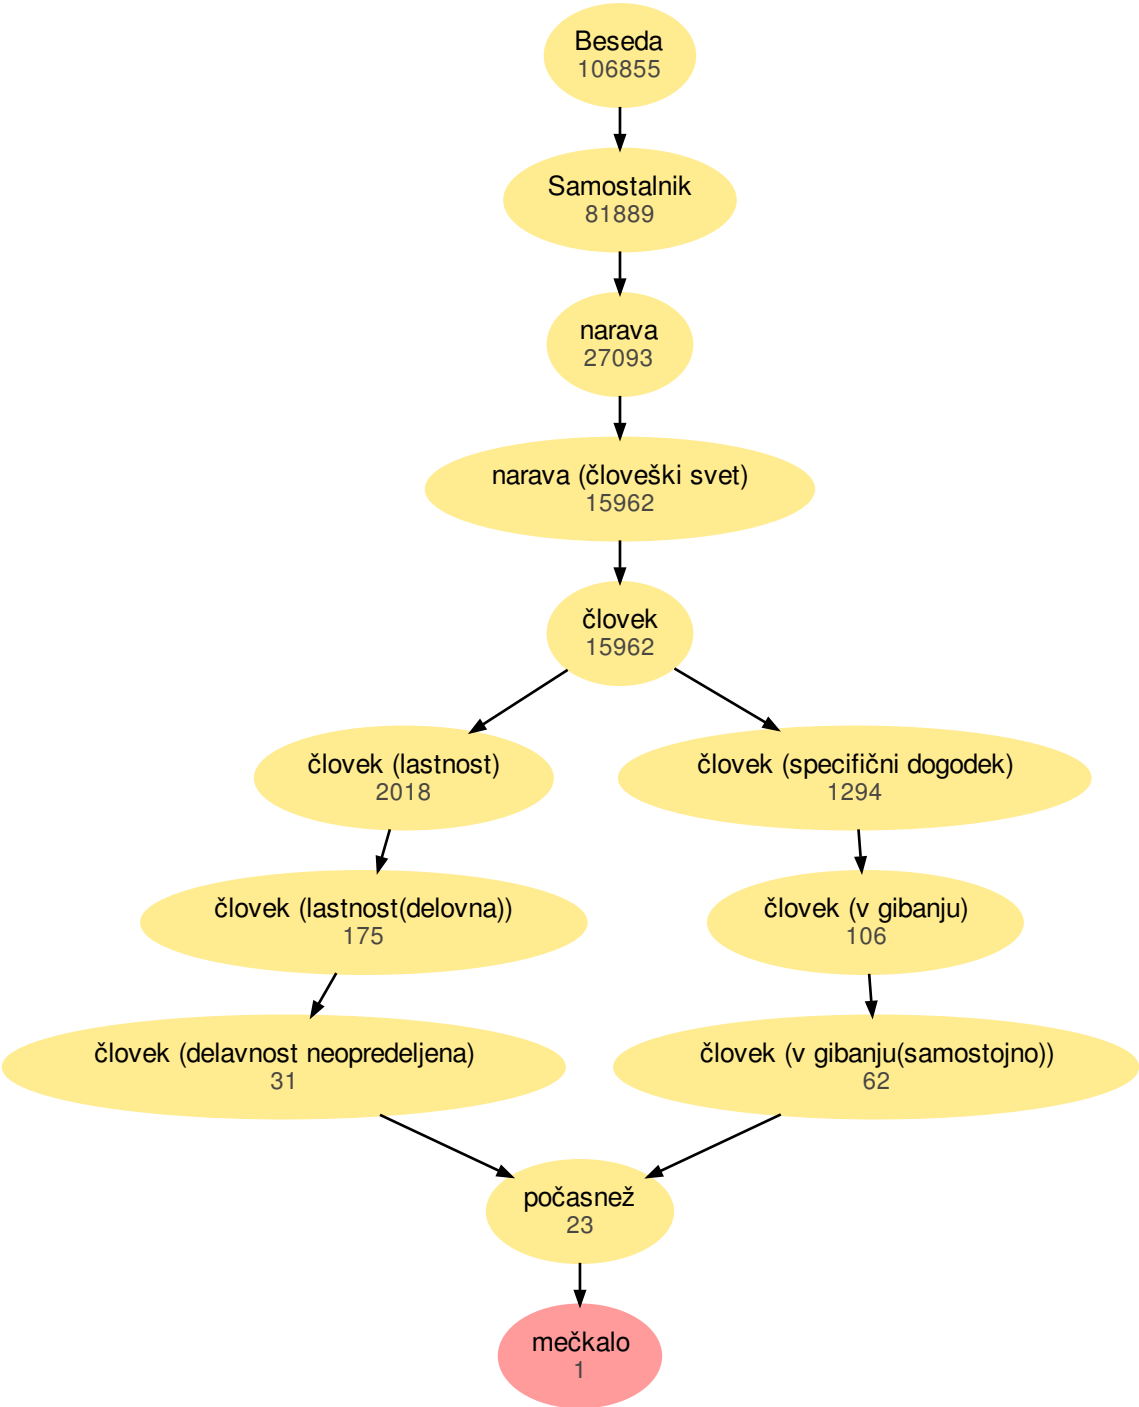 Beseda
106855
Samostalnik
81889
narava
27093
narava (človeški svet)
15962
človek
15962
človek (lastnost)
2018
človek (specifični dogodek)
1294
človek (lastnost(delovna))
175
človek (v gibanju)
106
človek (delavnost neopredeljena)
31
človek (v gibanju(samostojno))
62
počasnež
23
mečkalo
1